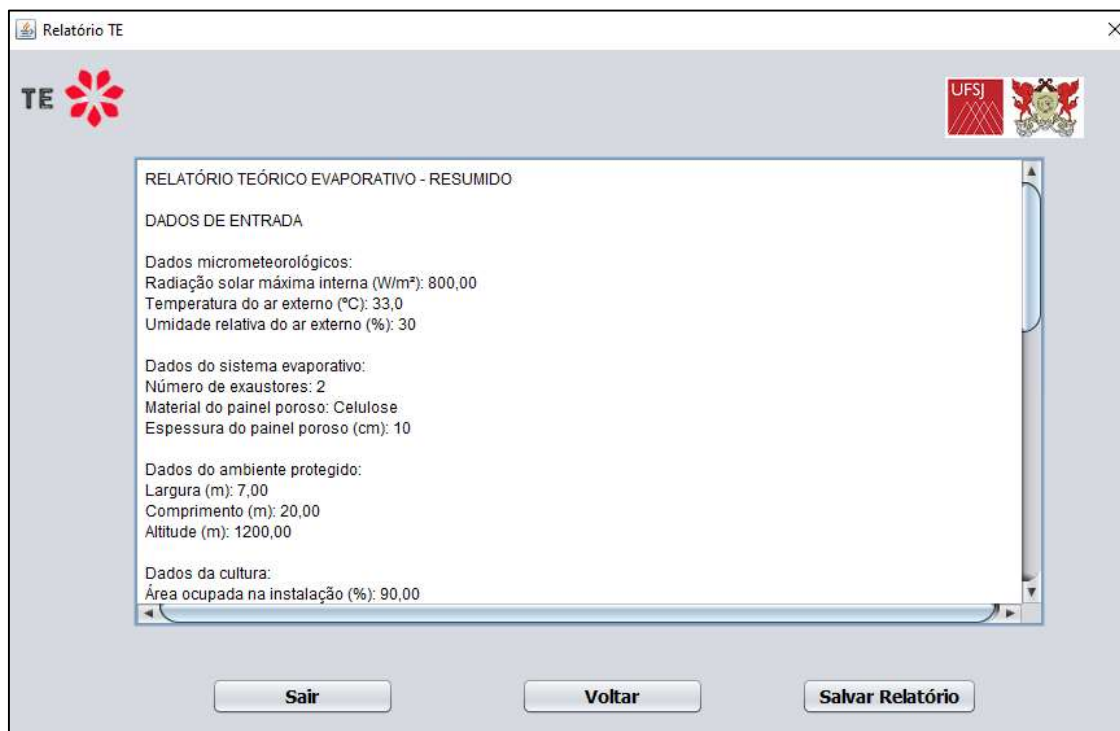 Relatório TE
TE
UFSJ
RELATÓRIO TEÓRICO EVAPORATIVO - RESUMIDO
DADOS DE ENTRADA
Dados micrometeorológicos:
Radiação solar máxima interna (W/m²): 800,00
Temperatura do ar externo (ºC): 33,0
Umidade relativa do ar externo (%): 30
Dados do sistema evaporativo:
Número de exaustores: 2
Material do painel poroso: Celulose
Espessura do painel poroso (cm): 10
Dados do ambiente protegido:
Largura (m): 7,00
Comprimento (m): 20,00
Altitude (m): 1200,00
Dados da cultura:
Área ocupada na instalação (%): 90,00
Sair Voltar Salvar Relatório